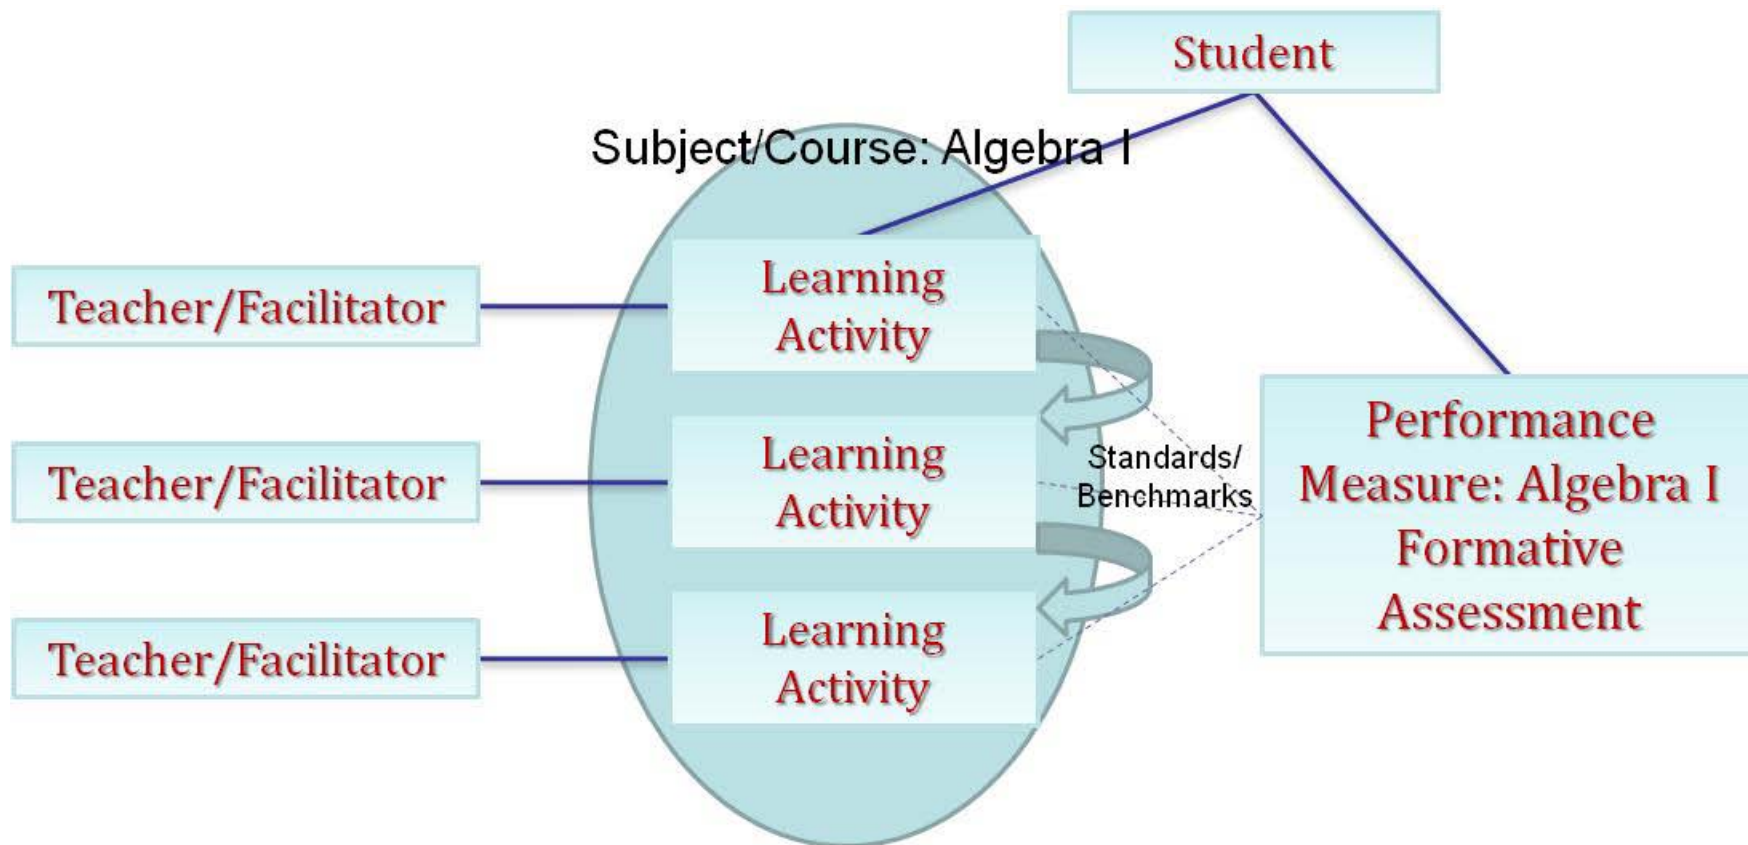 Student
Subject/Course: Algebra I
Teacher/Facilitator
Learning
Activity
Teacher/Facilitator
Learning
Activity
Teacher/Facilitator
Learning
Activity
Standards/
Benchmarks
Performance
Measure: Algebra I
Formative
Assessment